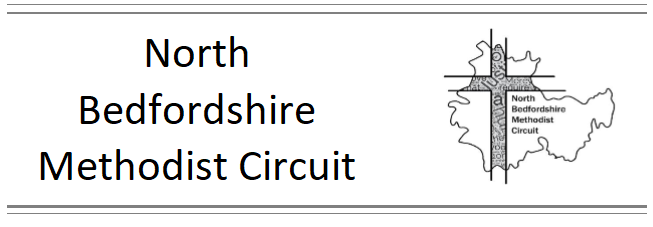 North
Bedfordshire
Methodist Circuit
North
Bedfordshire
Methodist
Circuit